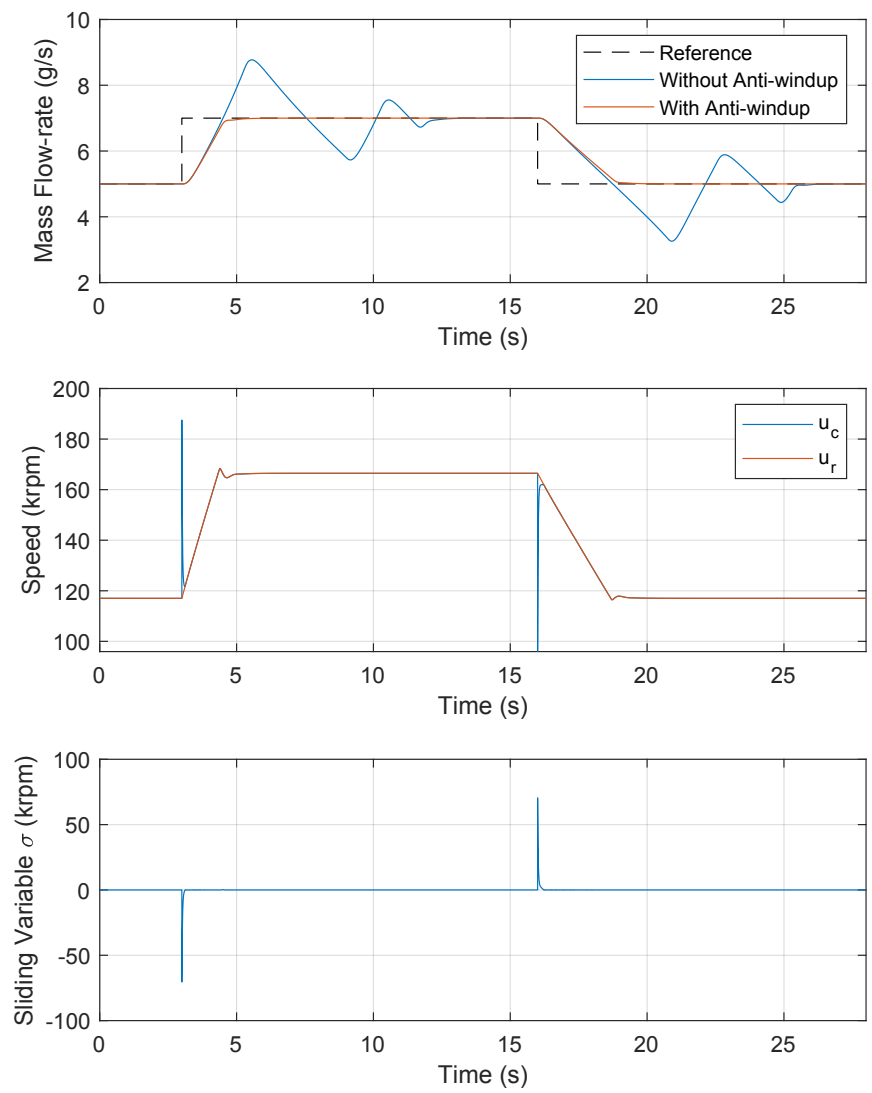 10
8
6
4
2
Mass Flow-rate (g/s)
Reference
Without Anti-windup
With Anti-windup
0 5 10 15 20 25
Time (s)
200
180
160
140
120
100
Speed (krpm)
u_c
u_r
0 5 10 15 20 25
Time (s)
100
50
0
-50
-100
Sliding Variable σ (krpm)
0 5 10 15 20 25
Time (s)